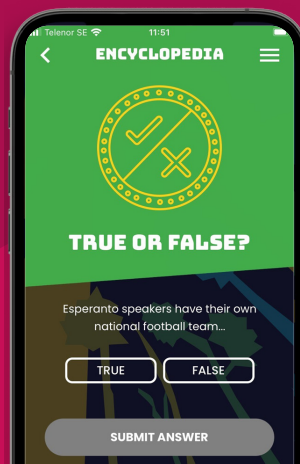 Telenor SE 11:51
ENCYCLOPEDIA
TRUE OR FALSE?
Esperanto speakers have their own
national football team...
TRUE FALSE
SUBMIT ANSWER